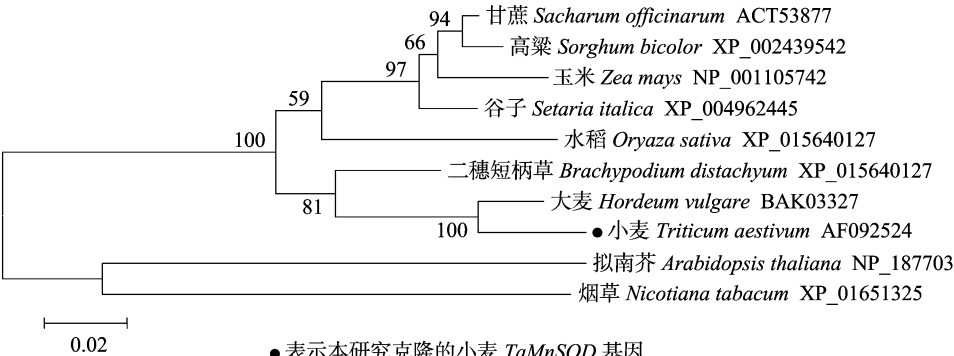 94 甘蔗 Sacharum officinarum ACT53877
66 高粱 Sorghum bicolor XP_002439542
97 玉米 Zea mays NP_001105742
59 谷子 Setaria italica XP_004962445
100 水稻 Oryaza sativa XP_015640127
二穗短柄草 Brachypodium distachyum XP_015640127
81 大麦 Hordeum vulgare BAK03327
100 ●小麦 Triticum aestivum AF092524
拟南芥 Arabidopsis thaliana NP_187703
烟草 Nicotiana tabacum XP_01651325
0.02
●表示本研究克隆的小麦 TaMnSOD 基因